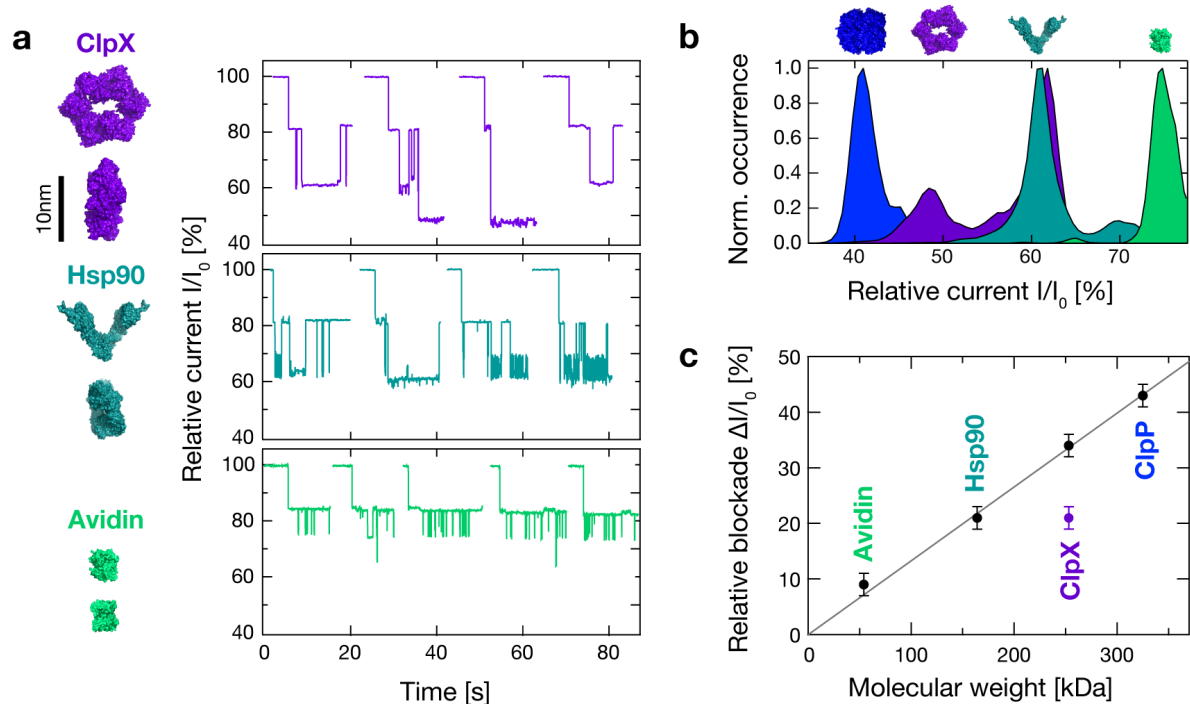 a
ClpX
10nm
Hsp90
Avidin
Relative current I/I0 [%]
100
80
60
40
100
80
60
40
100
80
60
40
0
20
40
60
80
Time [s]
b
Norm. occurrence
1.0
0.8
0.6
0.4
0.2
0.0
40
50
60
70
Relative current I/I0 [%]
c
Relative blockade ΔI/I0 [%]
50
40
30
20
10
0
Avidin
Hsp90
ClpX
ClpP
0
100
200
300
Molecular weight [kDa]